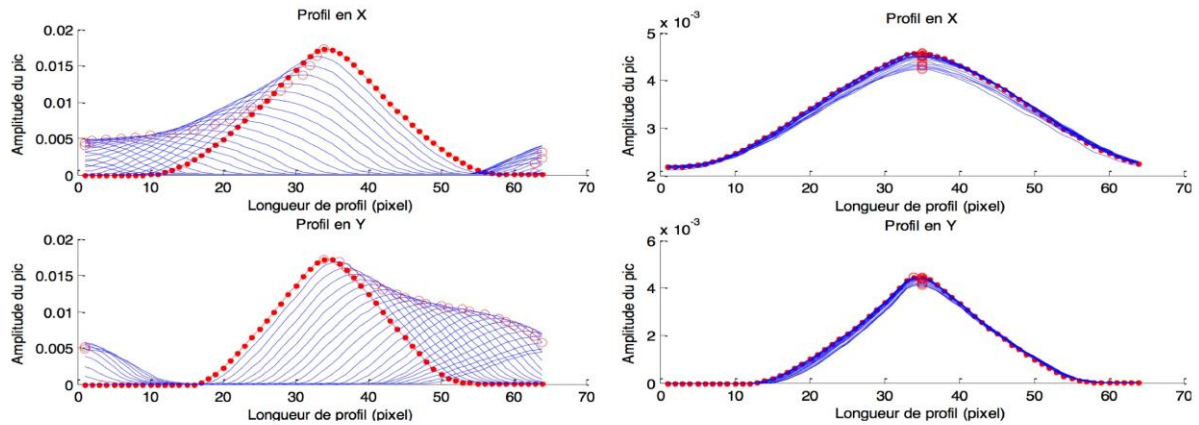 Profil en X
Amplitude du pic
0.02
0.015
0.01
0.005
0
0 10 20 30 40 50 60 70
Longueur de profil (pixel)
Profil en Y
Amplitude du pic
0.02
0.015
0.01
0.005
0
0 10 20 30 40 50 60 70
Longueur de profil (pixel)
Profil en X
x 10⁻³
Amplitude du pic
5
4
3
2
0 10 20 30 40 50 60 70
Longueur de profil (pixel)
Profil en Y
x 10⁻³
Amplitude du pic
6
4
2
0
0 10 20 30 40 50 60 70
Longueur de profil (pixel)